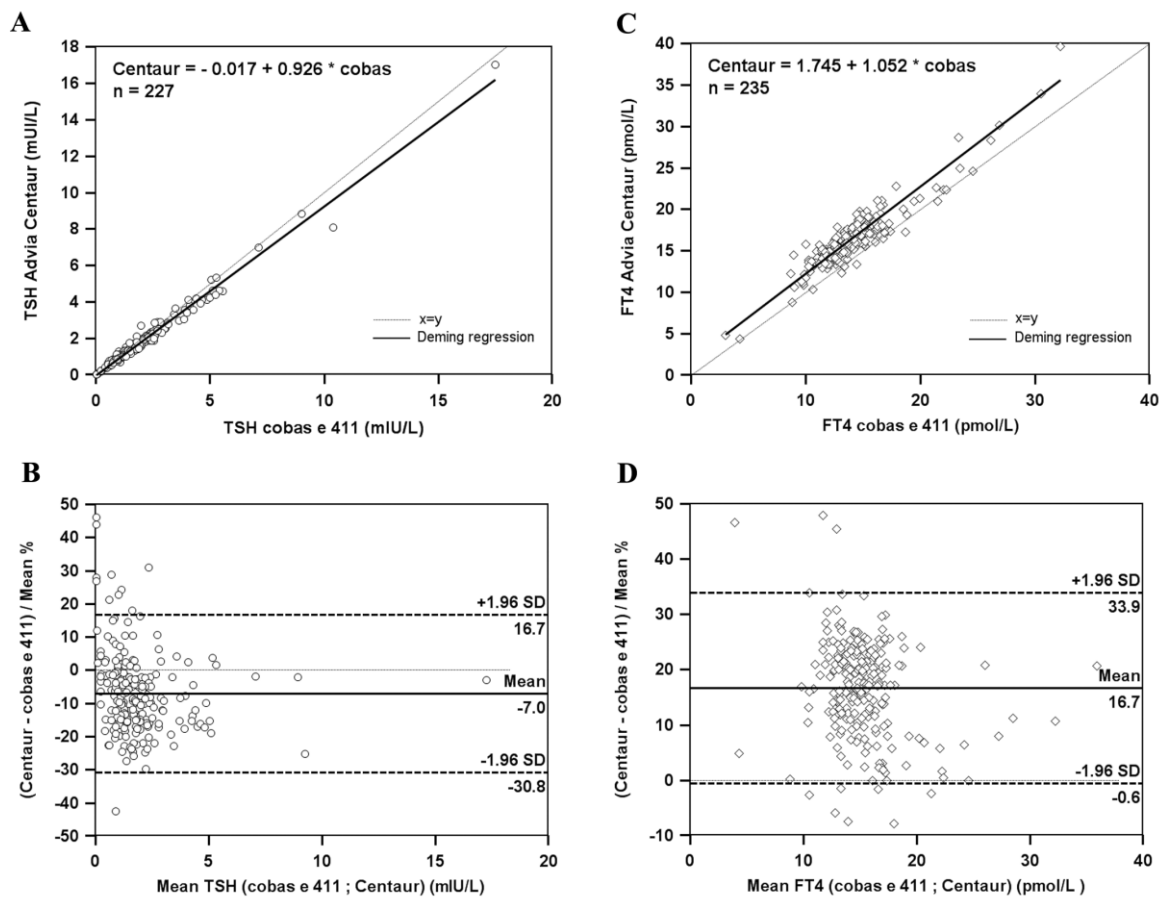 A
TSH Advia Centaur (mUI/L)
18
16
14
12
10
8
6
4
2
0
Centaur = - 0.017 + 0.926 * cobas
n = 227
x=y
Deming regression
0
5
10
15
20
TSH cobas e 411 (mIU/L)
C
FT4 Advia Centaur (pmol/L)
40
35
30
25
20
15
10
5
0
Centaur = 1.745 + 1.052 * cobas
n = 235
x=y
Deming regression
0
10
20
30
40
FT4 cobas e 411 (pmol/L)
B
(Centaur - cobas e 411) / Mean %
50
40
30
20
10
0
-10
-20
-30
-40
-50
+1.96 SD
16.7
Mean
-7.0
-1.96 SD
-30.8
0
5
10
15
20
Mean TSH (cobas e 411 ; Centaur) (mIU/L)
D
(Centaur - cobas e 411) / Mean %
50
40
30
20
10
0
-10
+1.96 SD
33.9
Mean
16.7
-1.96 SD
-0.6
0
10
20
30
40
Mean FT4 (cobas e 411 ; Centaur) (pmol/L )